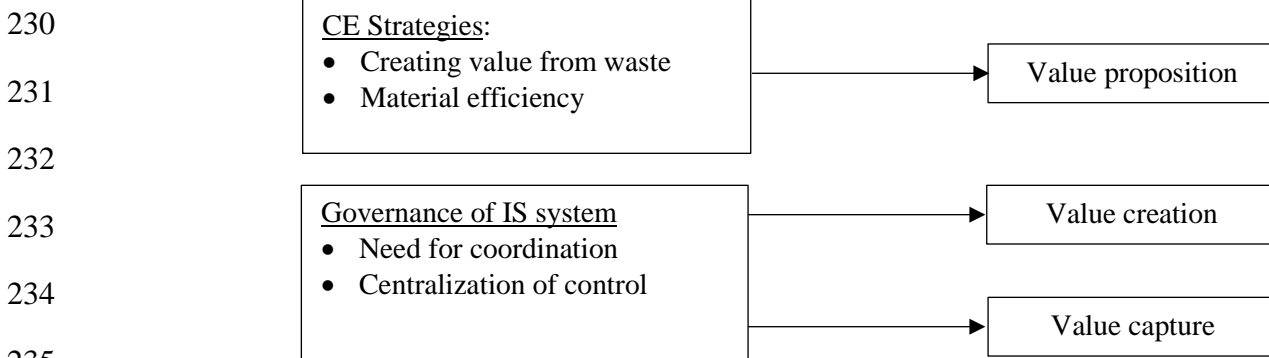 230
CE Strategies:
• Creating value from waste
Value proposition
231
• Material efficiency
232
233
Governance of IS system
Value creation
• Need for coordination
234
• Centralization of control
Value capture
235